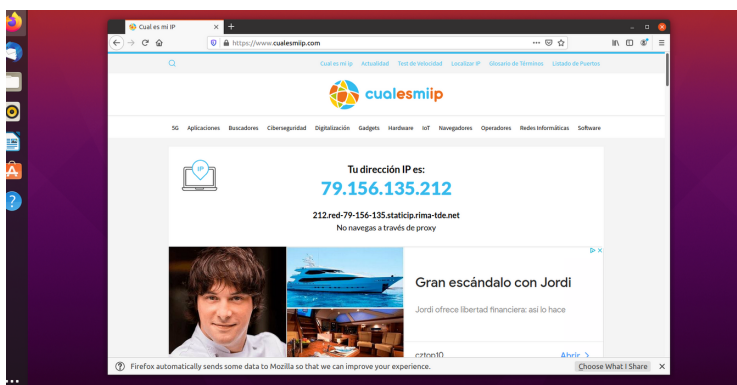 Cual es mi IP
https://www.cualesmiip.com
Cual es mi ip Actualidad Test de Velocidad Localizar IP Glosario de Términos Listado de Puertos
cualesmiip
5G Aplicaciones Buscadores Ciberseguridad Digitalización Gadgets Hardware IoT Navegadores Operadores Redes Informáticas Software
IP
Tu dirección IP es:
79.156.135.212
212.red-79-156-135.staticip.rima-tde.net
No navegas a través de proxy
Gran escándalo con Jordi
Jordi ofrece libertad financiera: así lo hace
cztop10
Abrir >
Firefox automatically sends some data to Mozilla so that we can improve your experience.
Choose What I Share